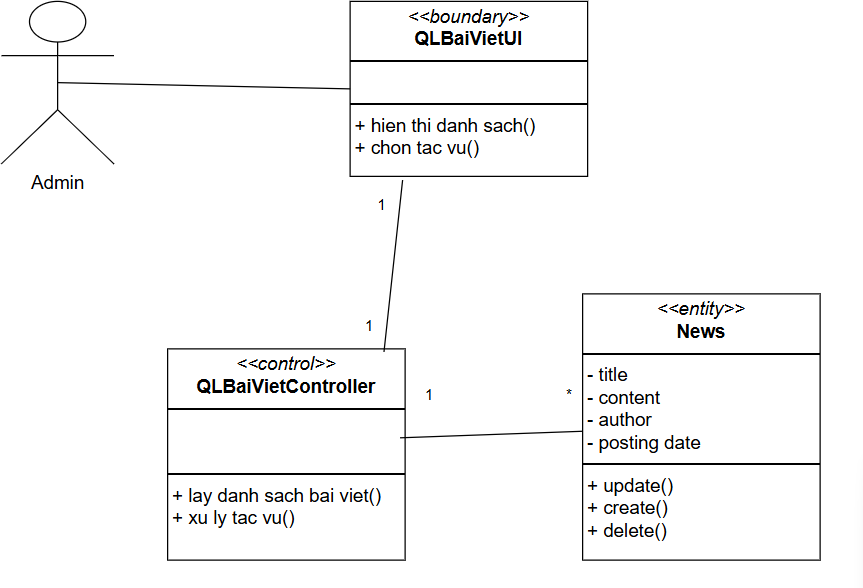 <<boundary>>
QLBaiVietUI
+ hien thi danh sach()
+ chon tac vu()
Admin
1
1
<<control>>
QLBaiVietController
+ lay danh sach bai viet()
+ xu ly tac vu()
1
*
<<entity>>
News
- title
- content
- author
- posting date
+ update()
+ create()
+ delete()